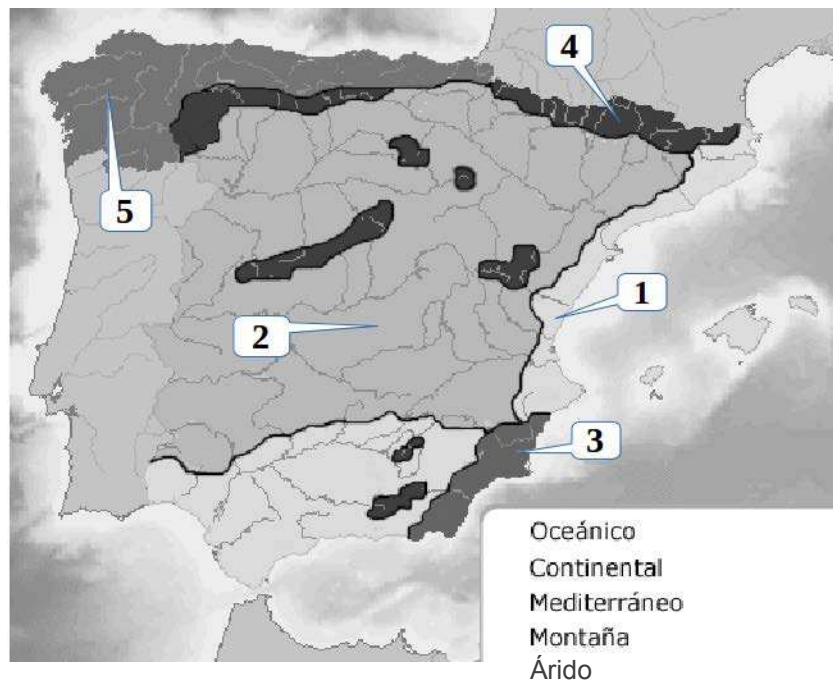 4
5
1
2
3
Oceánico
Continental
Mediterráneo
Montaña
Árido